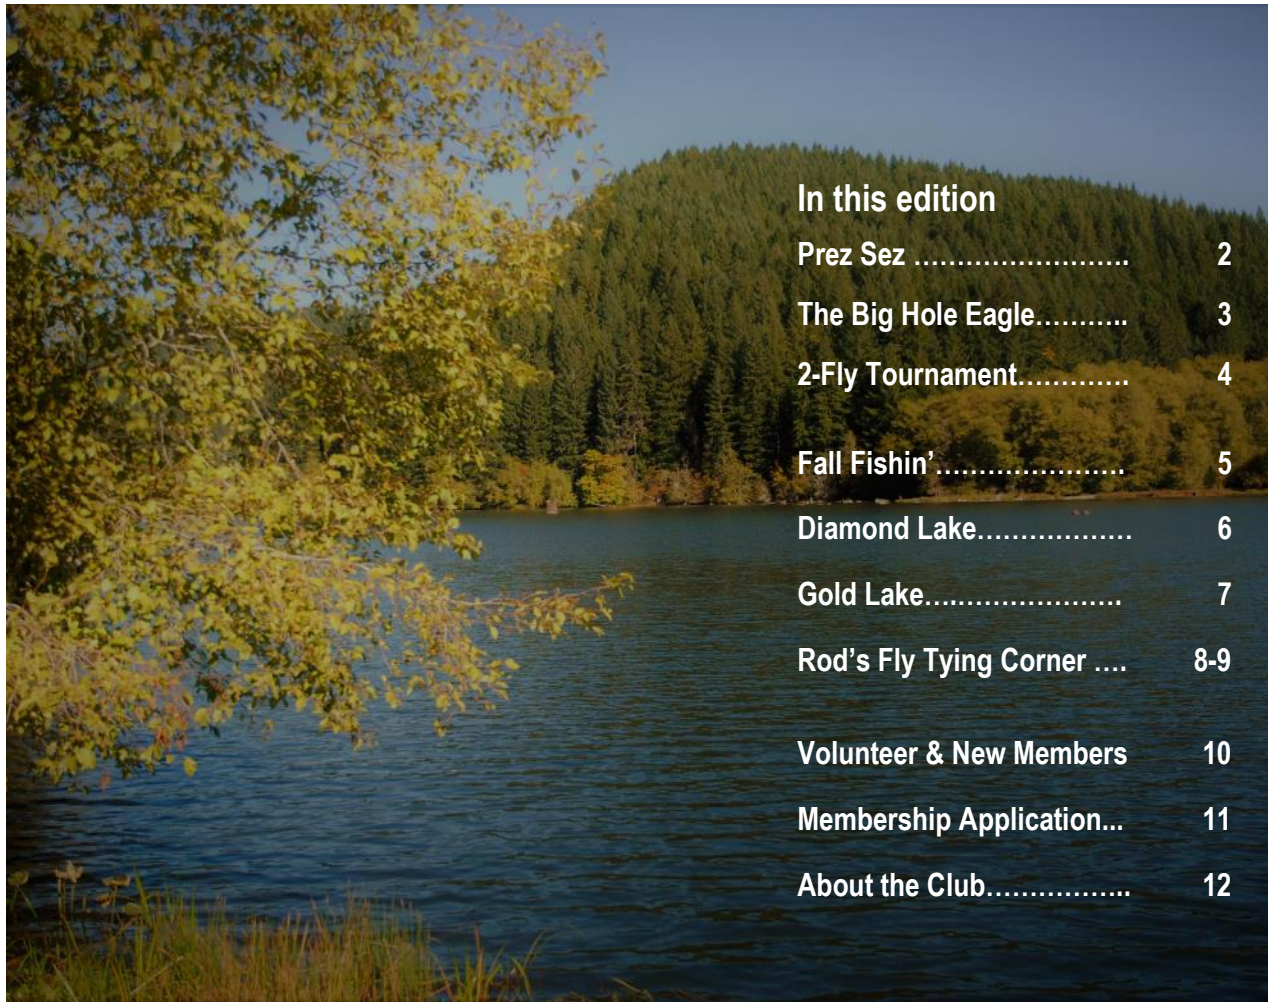 In this edition
Prez Sez ……………………. 2
The Big Hole Eagle……….. 3
2-Fly Tournament…………. 4
Fall Fishin’…………………. 5
Diamond Lake……………… 6
Gold Lake….………………. 7
Rod’s Fly Tying Corner …. 8-9
Volunteer & New Members 10
Membership Application... 11
About the Club…………….. 12